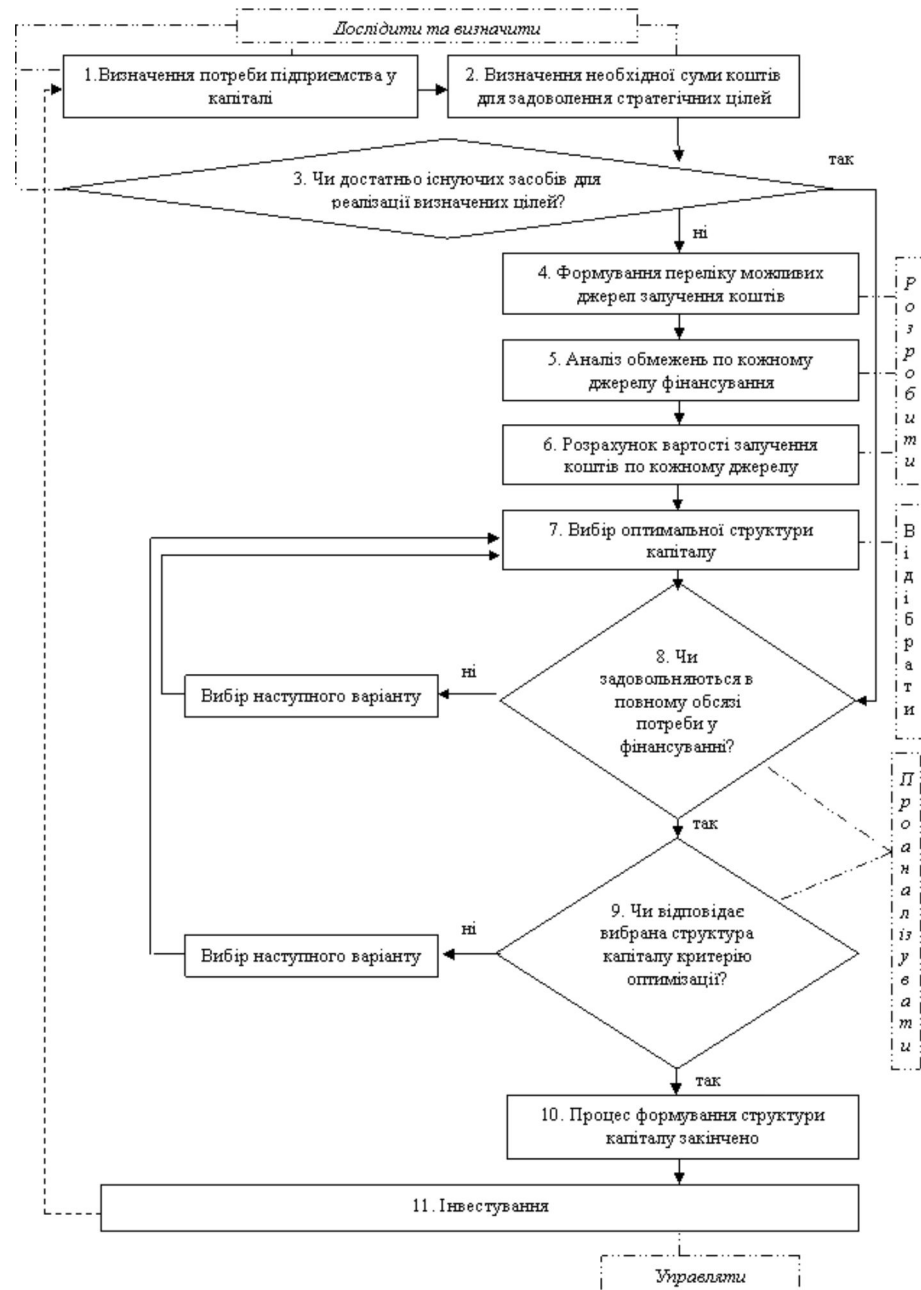 Дослідити та визначити
1.Визначення потреби підприємства у
капіталі
2. Визначення необхідної суми коштів
для задоволення стратегічних цілей
так
3. Чи достатньо існуючих засобів для
реалізації визначених цілей?
ні
4. Формування переліку можливих
джерел залучення коштів
Розробити
5. Аналіз обмежень по кожному
джерелу фінансування
6. Розрахунок вартості залучення
коштів по кожному джерелу
7. Вибір оптимальної структури
капіталу
Відібрати
8. Чи
задовольняються в
повному обсязі
потреби у
фінансуванні?
ні
Вибір наступного варіанту
так
Проаналізувати
9. Чи відповідає
вибрана структура
капіталу критерію
оптимізації?
ні
Вибір наступного варіанту
так
10. Процес формування структури
капіталу закінчено
11. Інвестування
Управляти